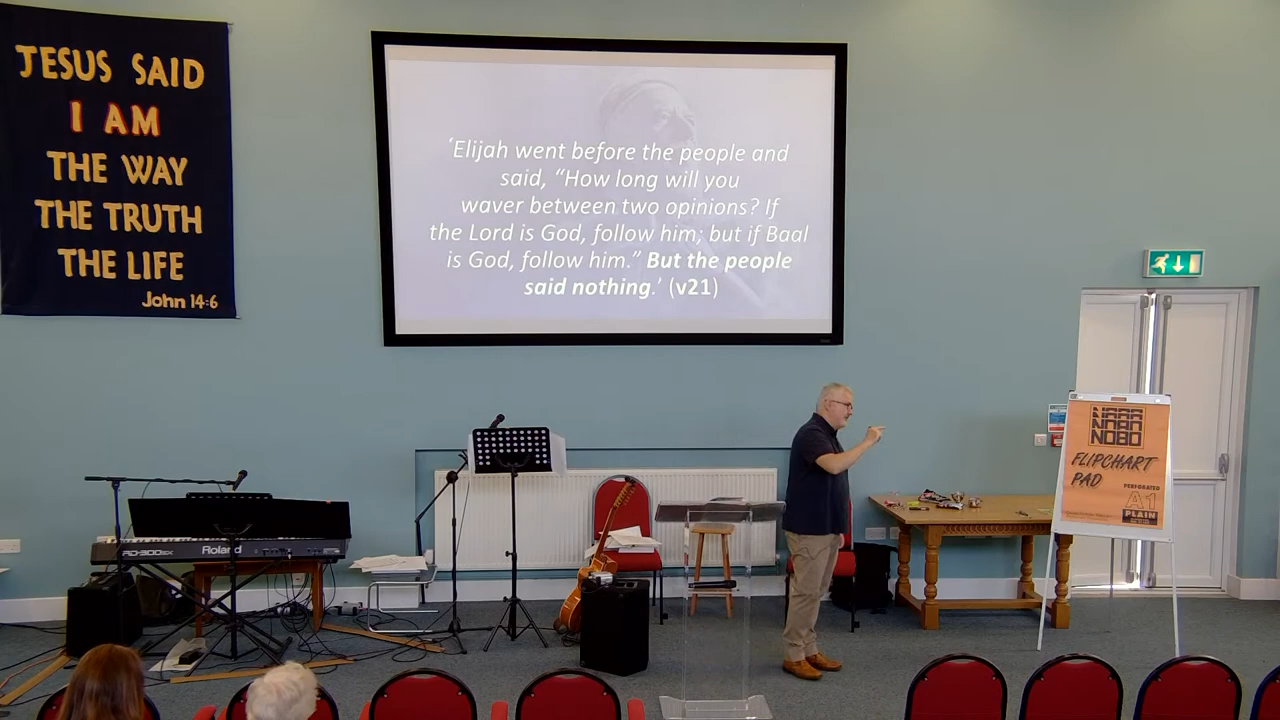 JESUS SAID
I AM
THE WAY
THE TRUTH
THE LIFE
John 14:6
'Elijah went before the people and
said, “How long will you
waver between two opinions? If
the Lord is God, follow him; but if Baal
is God, follow him.” But the people
said nothing.’ (v21)
Roland
NOBO
FLIPCHART
PAD
PERFORATED
A1
PLAIN